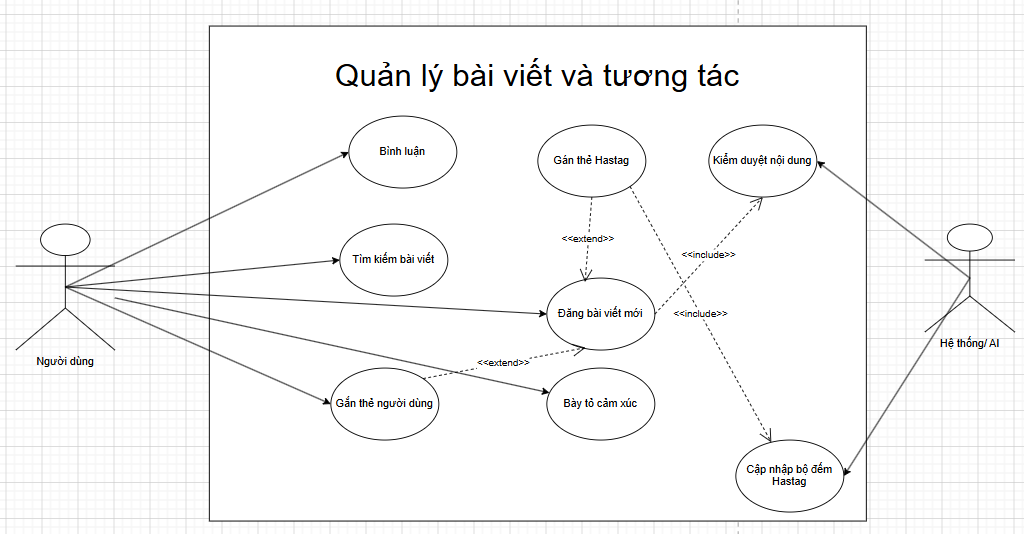 Quản lý bài viết và tương tác
Bình luận
Gán thẻ Hastag
Kiểm duyệt nội dung
<<extend>>
<<include>>
Tìm kiếm bài viết
Đăng bài viết mới
<<include>>
Hệ thống/ AI
Người dùng
<<extend>>
Gắn thẻ người dùng
Bày tỏ cảm xúc
Cập nhập bộ đếm
Hastag